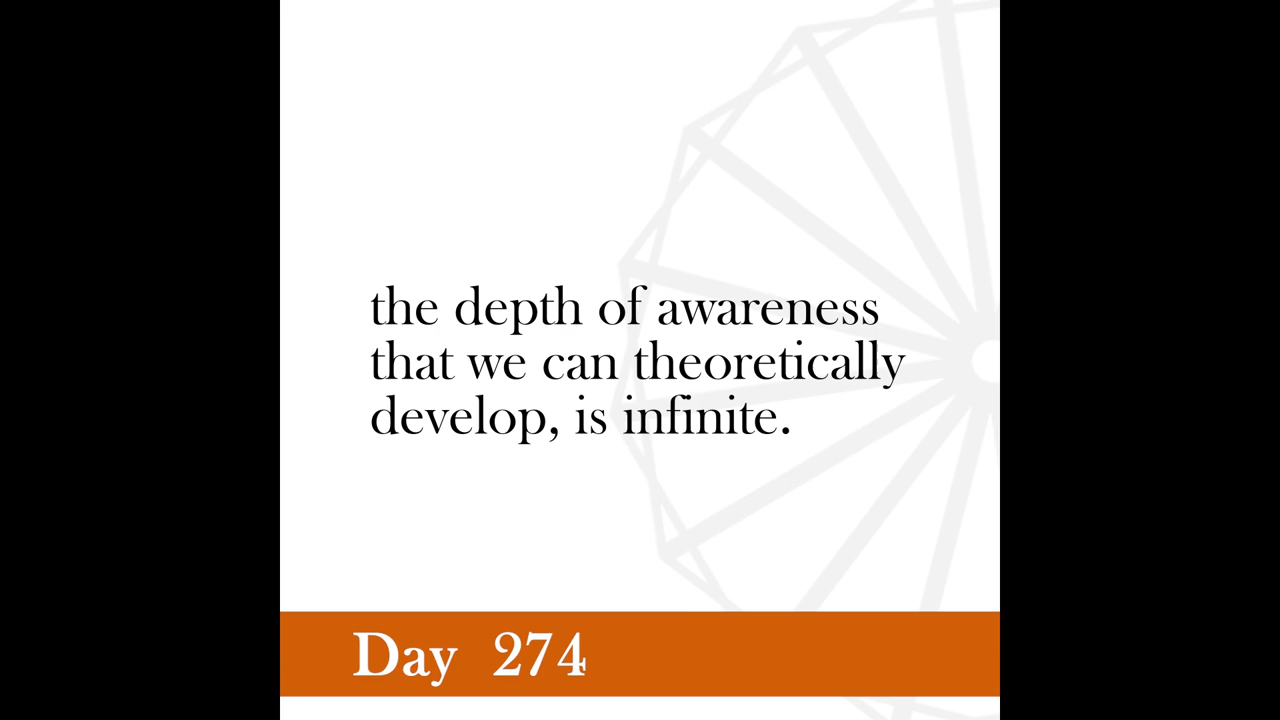 the depth of awareness
that we can theoretically
develop, is infinite.
Day 274